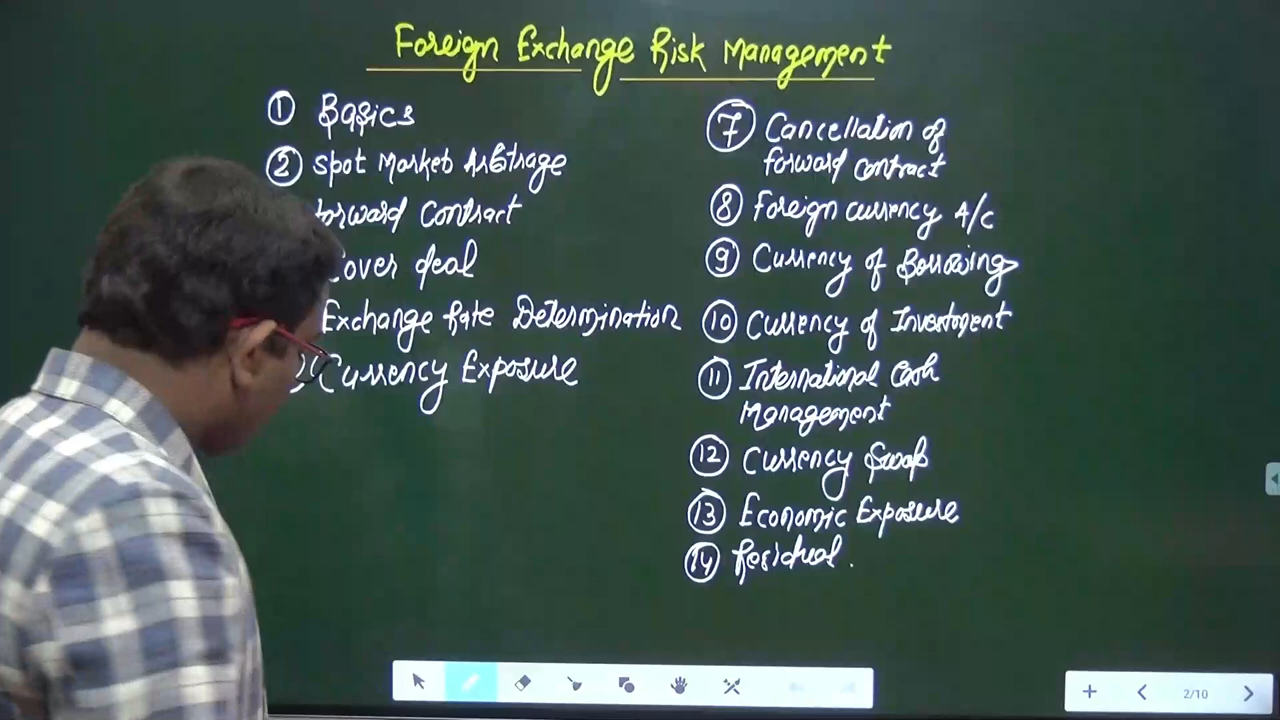 Foreign Exchange Risk Management
① Basics
② Spot Market Arbitrage
forward Contract
Cover deal
Exchange Rate Determination
Currency Exposure
⑦ Cancellation of
forward contract
⑧ Foreign currency A/c
⑨ Currency of Borrowing
⑩ Currency of Investment
⑪ International Cash
Management
⑫ Currency Swap
⑬ Economic Exposure
⑭ Residual.
2/10